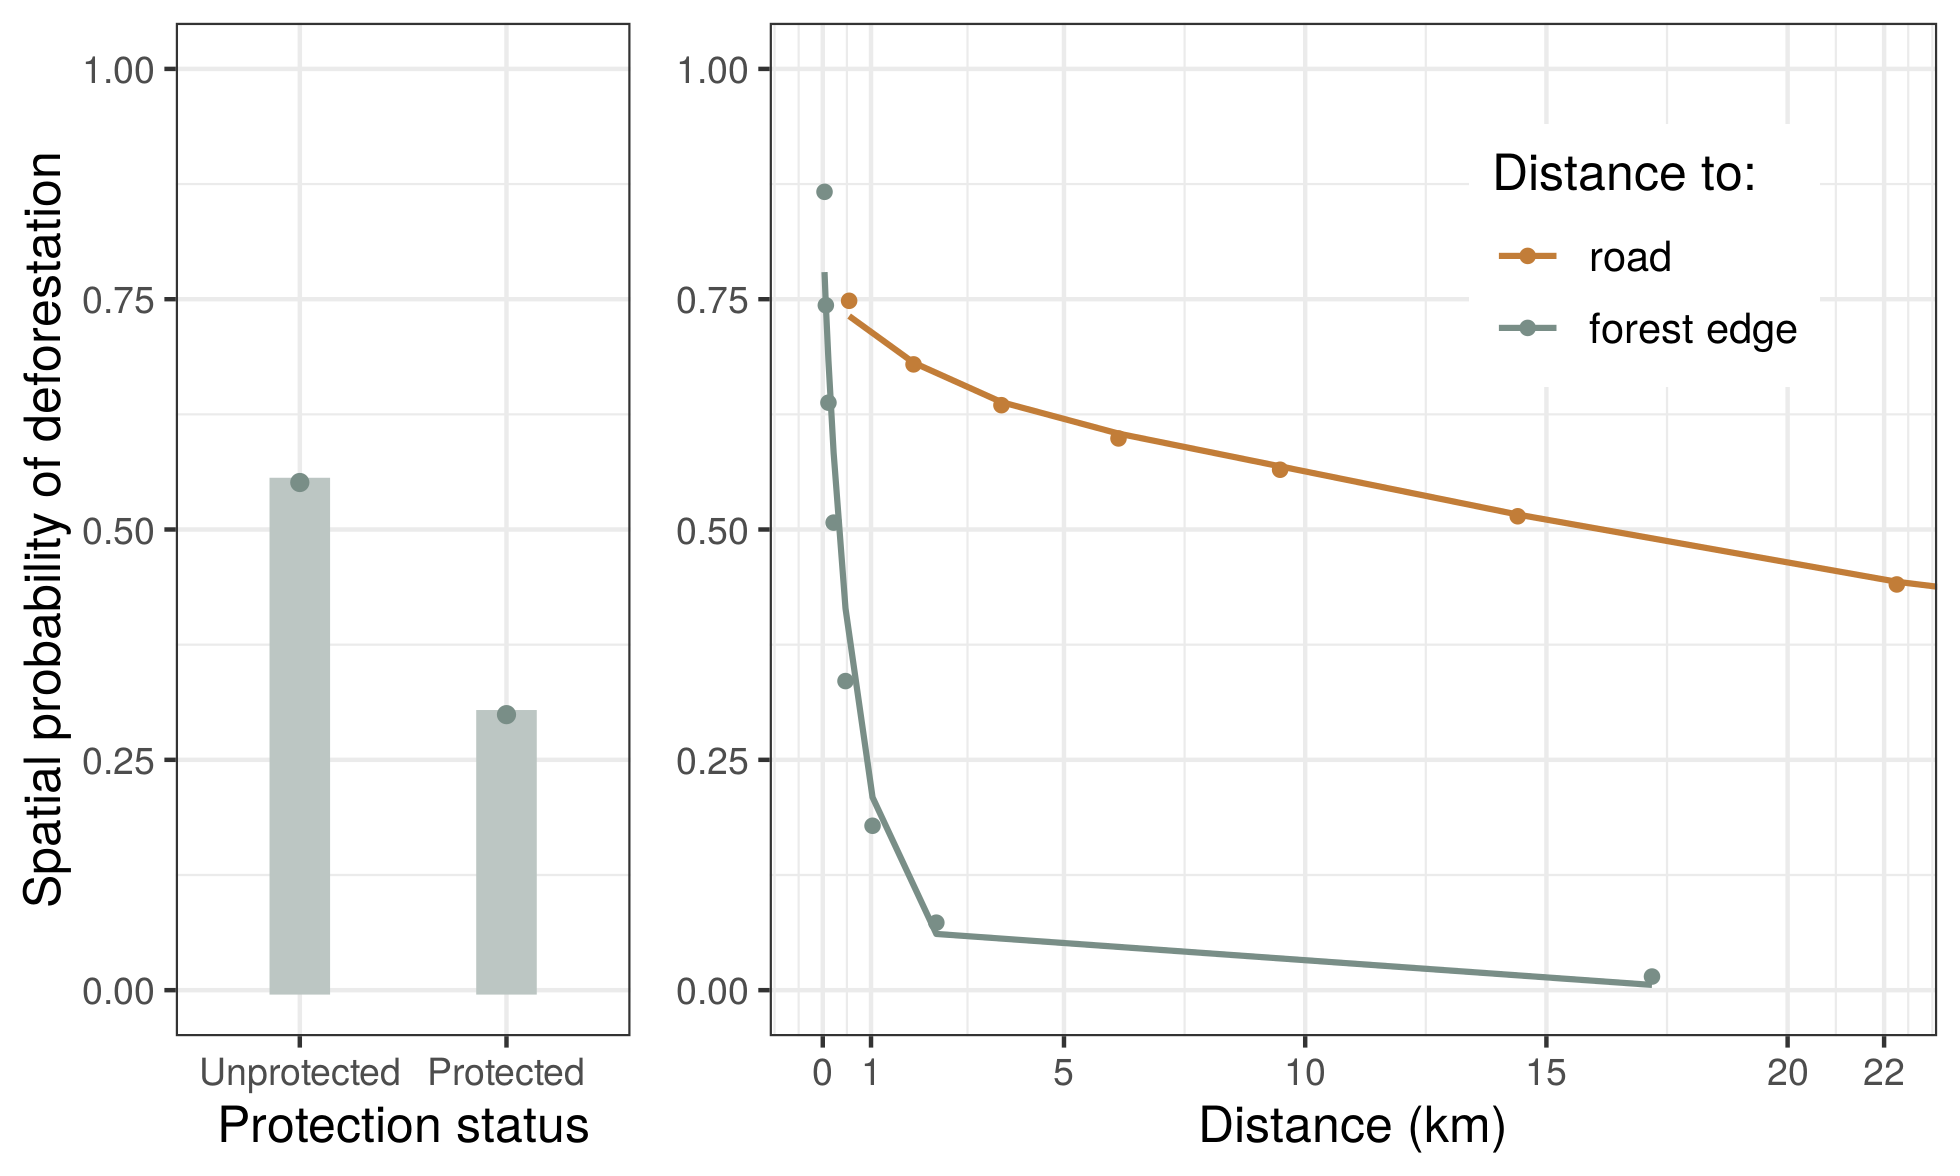 Spatial probability of deforestation
1.00
0.75
0.50
0.25
0.00
Unprotected Protected
Protection status
1.00
0.75
0.50
0.25
0.00
Distance to:
road
forest edge
0 1 5 10 15 20 22
Distance (km)